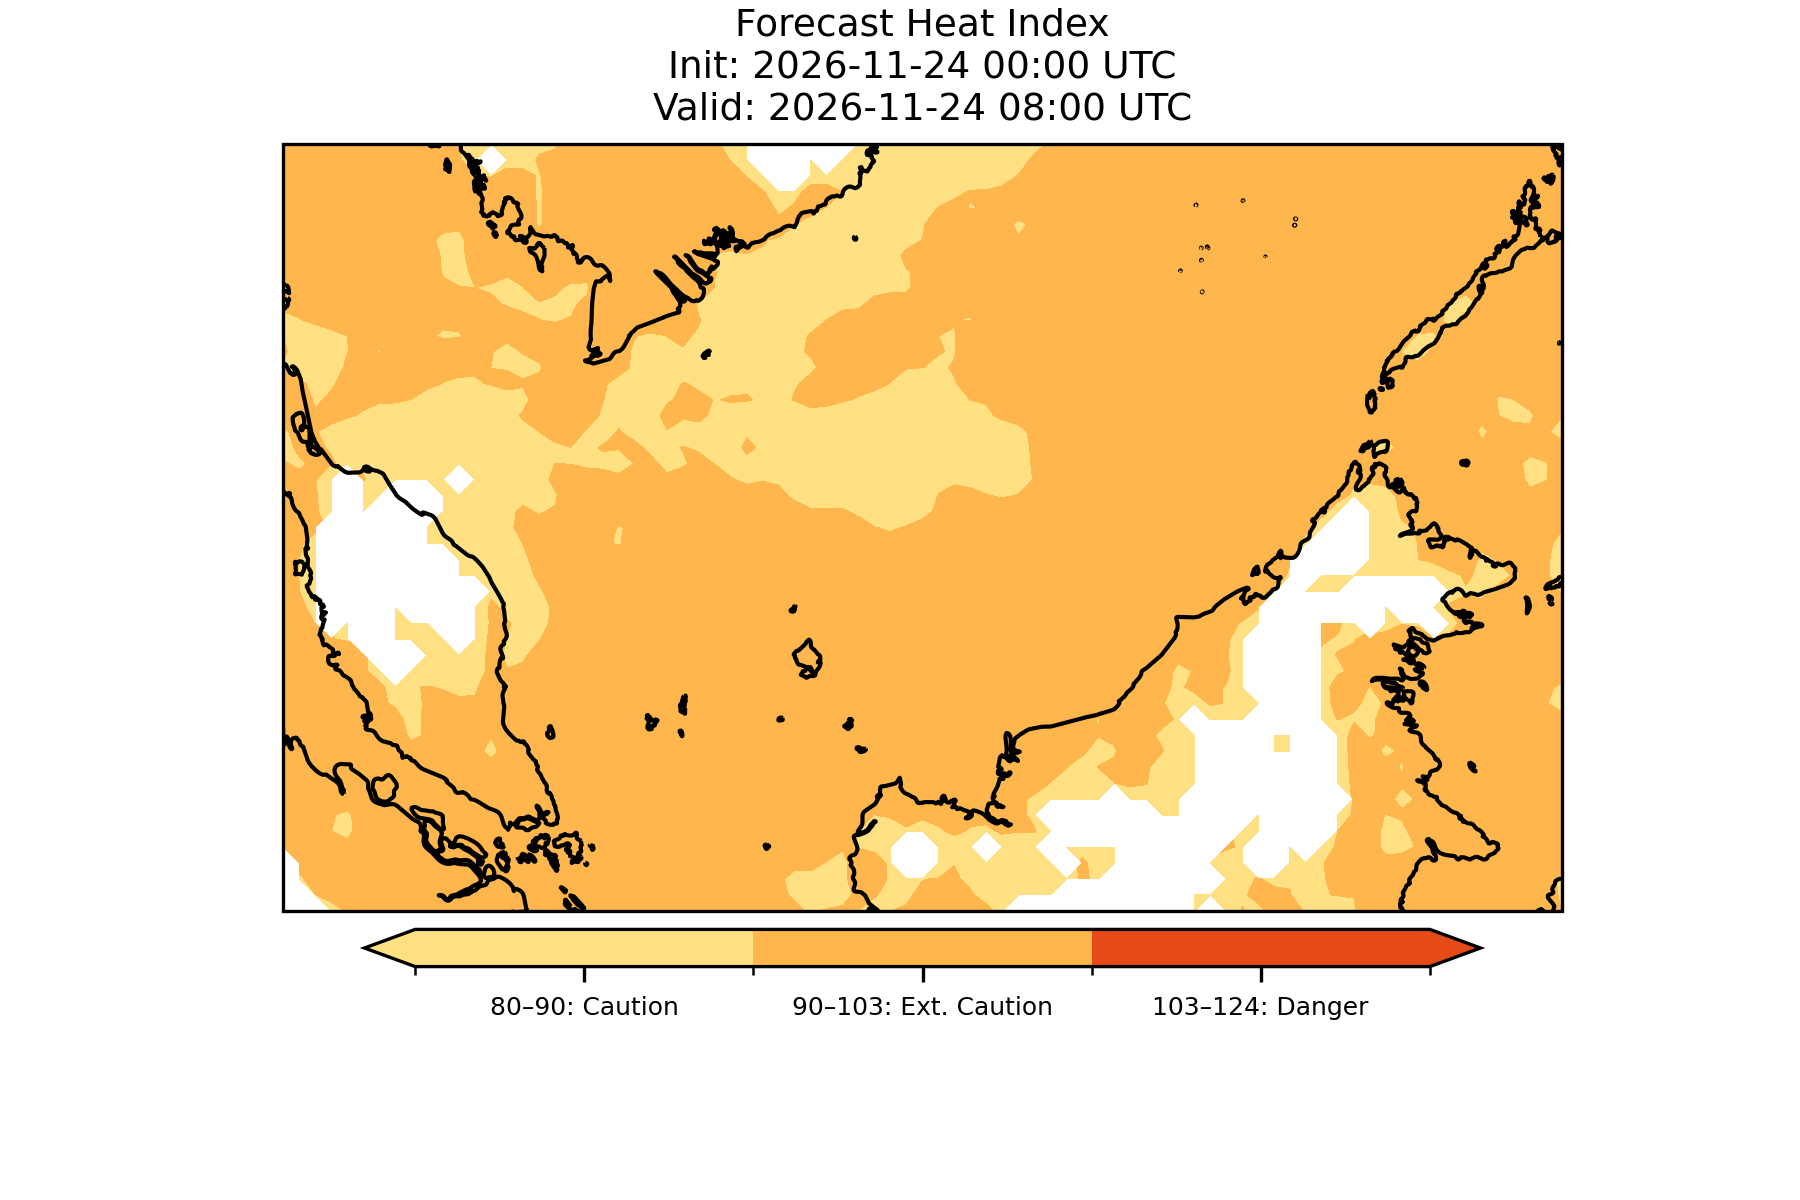 Forecast Heat Index
Init: 2026-11-24 00:00 UTC
Valid: 2026-11-24 08:00 UTC
80–90: Caution
90–103: Ext. Caution
103–124: Danger